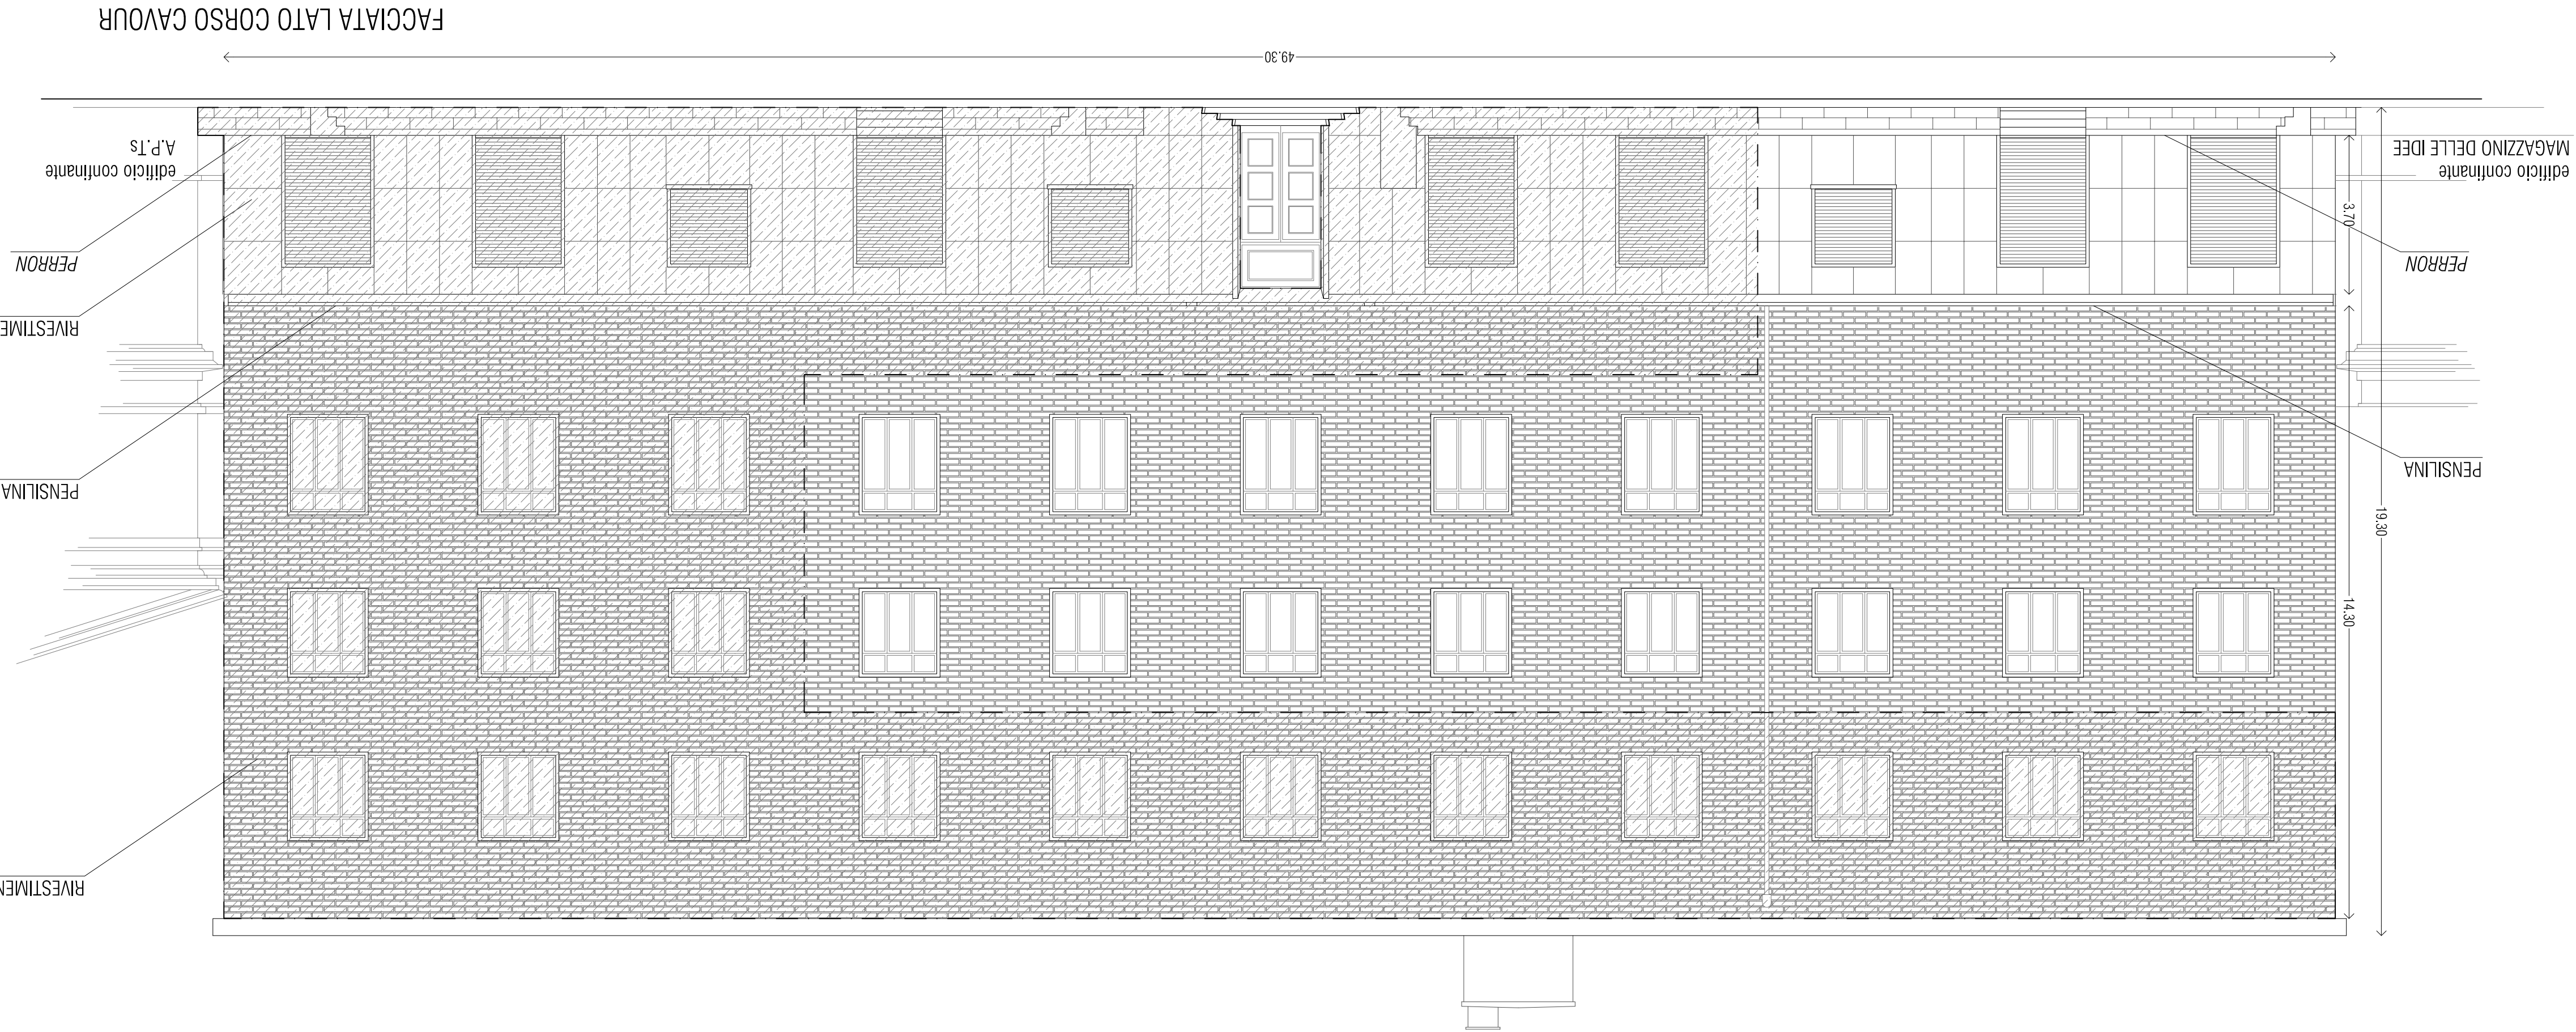 RIVESTIMEN
14.30
19.30
PENSILINA
PENSILINA
RIVESTIME
PERRON
PERRON
3.70
edificio confinante
MAGAZZINO DELLE IDEE
edificio confinante
A.P.Ts
49.30
FACCIATA LATO CORSO CAVOUR